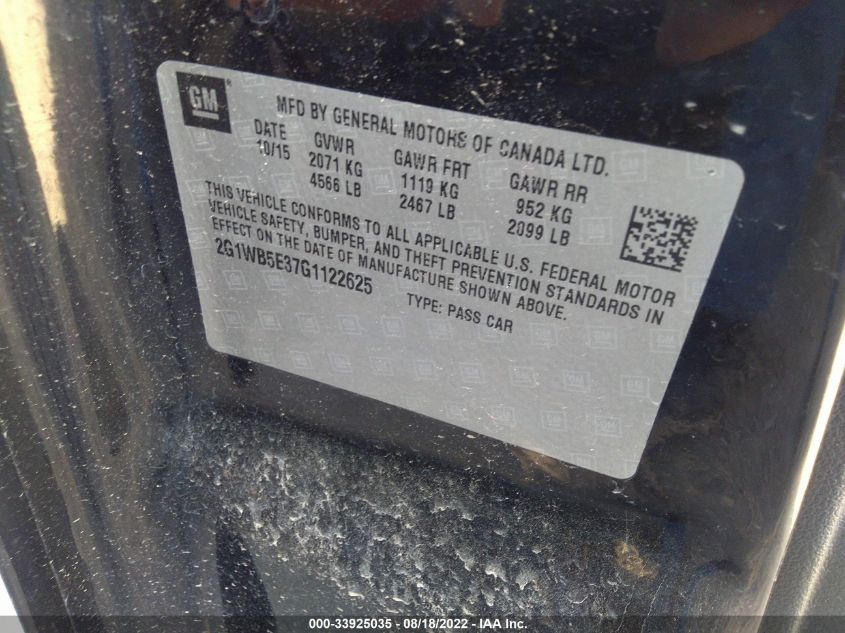 GM
MFD BY GENERAL MOTORS OF CANADA LTD.
DATE GVWR GAWR FRT GAWR RR
10/15 2071 KG 1119 KG 952 KG
4566 LB 2467 LB 2099 LB
THIS VEHICLE CONFORMS TO ALL APPLICABLE U.S. FEDERAL MOTOR
VEHICLE SAFETY, BUMPER, AND THEFT PREVENTION STANDARDS IN
EFFECT ON THE DATE OF MANUFACTURE SHOWN ABOVE.
2G1WB5E37G1122625 TYPE: PASS CAR
000-33925035 - 08/18/2022 - IAA Inc.